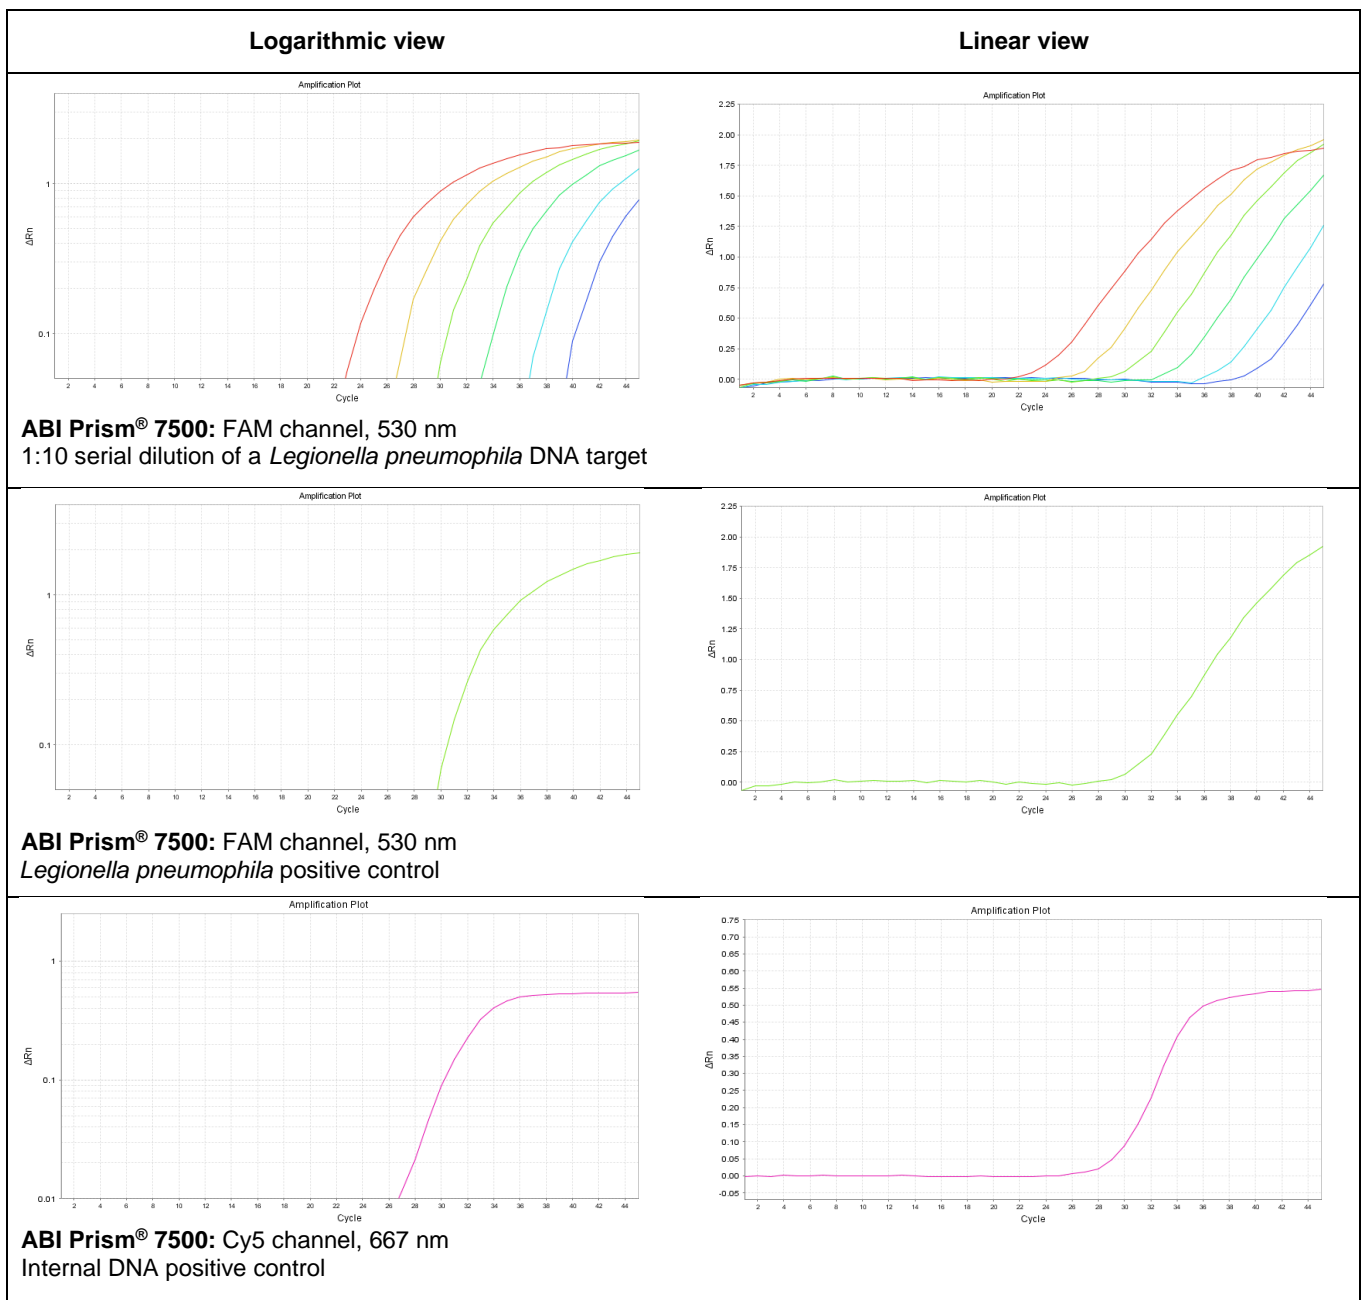 Logarithmic view
Linear view
Amplification Plot
ΔRn
1
0.1
2 4 6 8 10 12 14 16 18 20 22 24 26 28 30 32 34 36 38 40 42 44
Cycle
Amplification Plot
ΔRn
2.25
2.00
1.75
1.50
1.25
1.00
0.75
0.50
0.25
0.00
2 4 6 8 10 12 14 16 18 20 22 24 26 28 30 32 34 36 38 40 42 44
Cycle
ABI Prism® 7500: FAM channel, 530 nm
1:10 serial dilution of a Legionella pneumophila DNA target
Amplification Plot
ΔRn
1
0.1
2 4 6 8 10 12 14 16 18 20 22 24 26 28 30 32 34 36 38 40 42 44
Cycle
Amplification Plot
ΔRn
2.25
2.00
1.75
1.50
1.25
1.00
0.75
0.50
0.25
0.00
2 4 6 8 10 12 14 16 18 20 22 24 26 28 30 32 34 36 38 40 42 44
Cycle
ABI Prism® 7500: FAM channel, 530 nm
Legionella pneumophila positive control
Amplification Plot
ΔRn
1
0.1
0.01
2 4 6 8 10 12 14 16 18 20 22 24 26 28 30 32 34 36 38 40 42 44
Cycle
Amplification Plot
ΔRn
0.75
0.70
0.65
0.60
0.55
0.50
0.45
0.40
0.35
0.30
0.25
0.20
0.15
0.10
0.05
0.00
-0.05
2 4 6 8 10 12 14 16 18 20 22 24 26 28 30 32 34 36 38 40 42 44
Cycle
ABI Prism® 7500: Cy5 channel, 667 nm
Internal DNA positive control